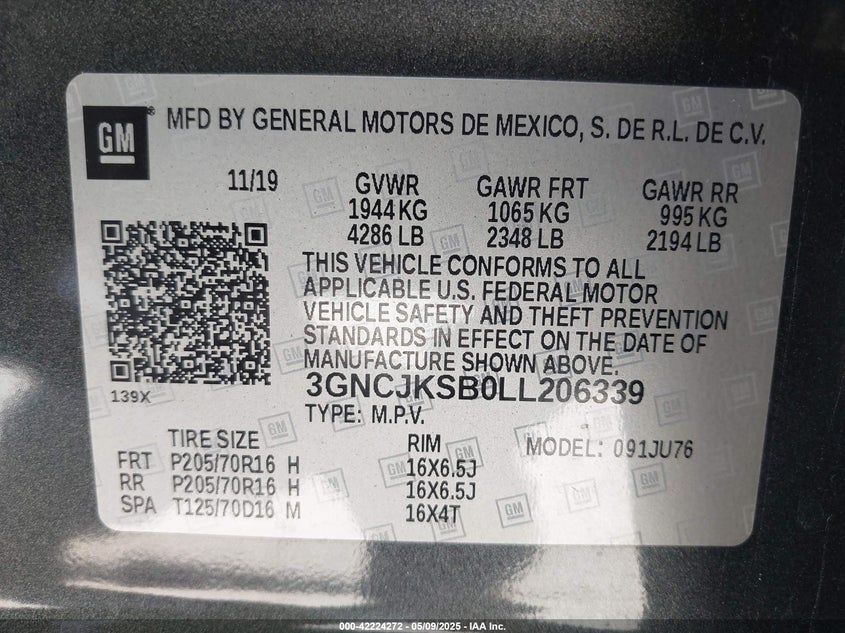 GM ® MFD BY GENERAL MOTORS DE MEXICO, S. DE R.L. DE C.V.
11/19 GVWR GAWR FRT GAWR RR
1944 KG 1065 KG 995 KG
4286 LB 2348 LB 2194 LB
THIS VEHICLE CONFORMS TO ALL
APPLICABLE U.S. FEDERAL MOTOR
VEHICLE SAFETY AND THEFT PREVENTION
STANDARDS IN EFFECT ON THE DATE OF
MANUFACTURE SHOWN ABOVE.
3GNCJKSB0LL206339
139X
TYPE: M.P.V.
TIRE SIZE RIM MODEL: 091JU76
FRT P205/70R16 H 16X6.5J
RR P205/70R16 H 16X6.5J
SPA T125/70D16 M 16X4T
000-42224272 — 05/09/2025 - IAA Inc.